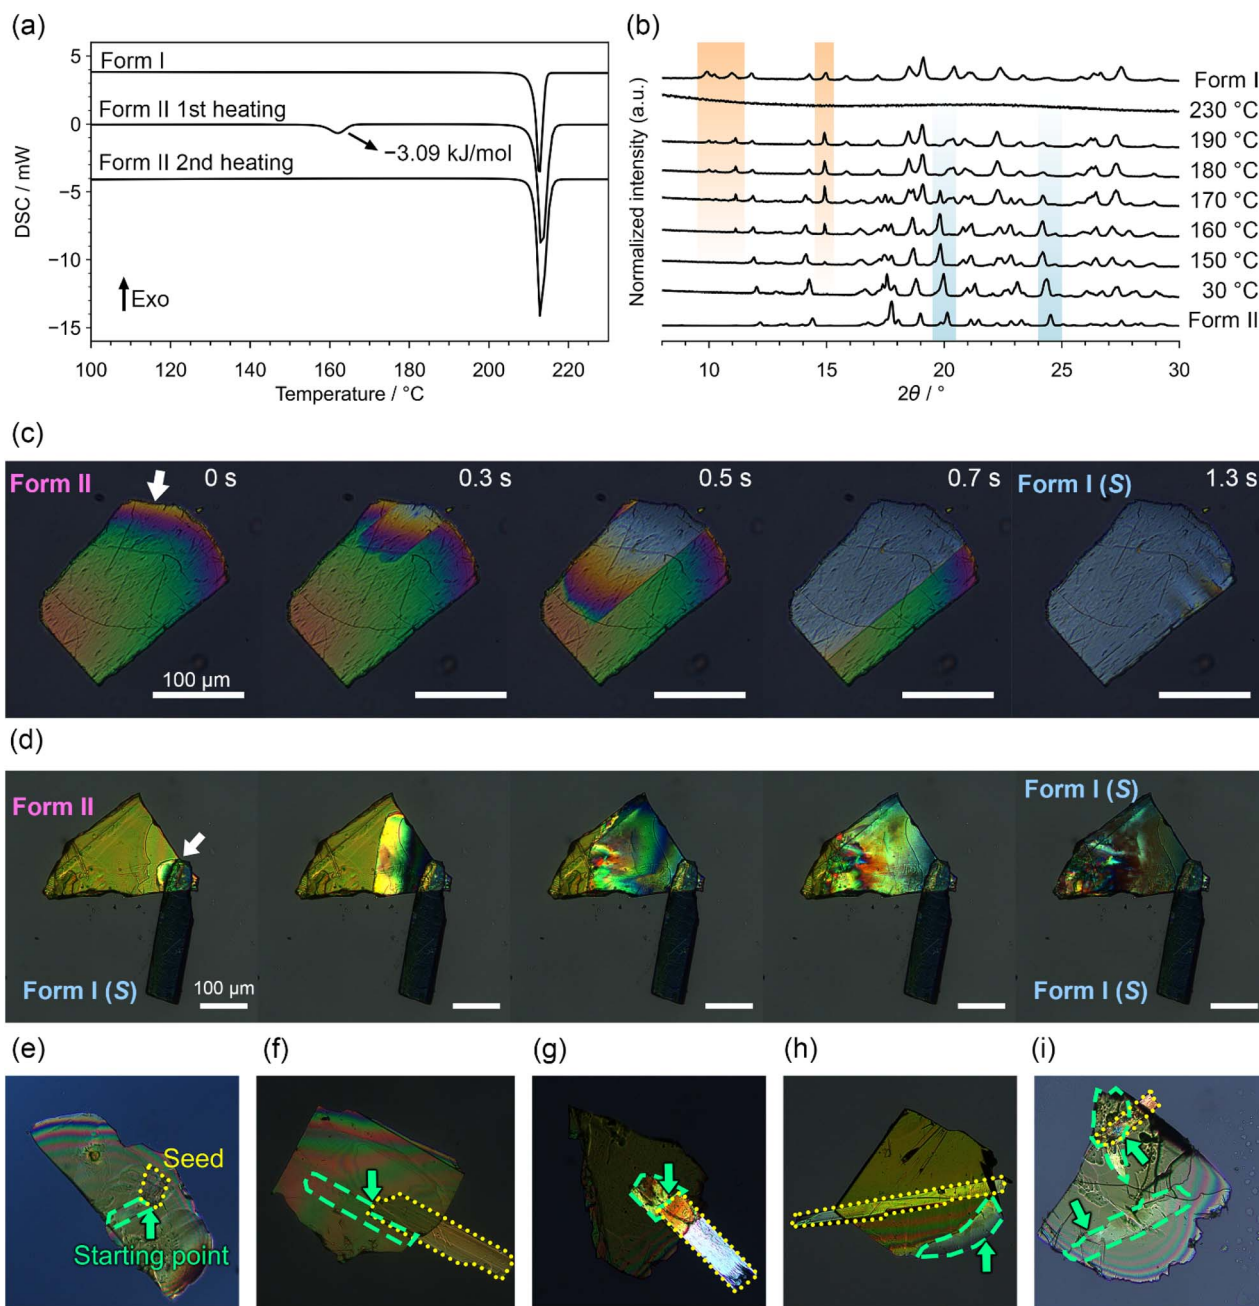 (a)
5
0
−5
−10
−15
DSC / mW
Form I
Form II 1st heating
−3.09 kJ/mol
Form II 2nd heating
Exo
100 120 140 160 180 200 220
Temperature / °C
(b)
Normalized intensity (a.u.)
Form I
230 °C
190 °C
180 °C
170 °C
160 °C
150 °C
30 °C
Form II
10 15 20 25 30
2θ / °
(c)
Form II 0 s
100 μm
0.3 s
0.5 s
0.7 s
Form I (S) 1.3 s
(d)
Form II
Form I (S)
100 μm
Form I (S)
Form I (S)
(e)
Seed
Starting point
(f)
(g)
(h)
(i)